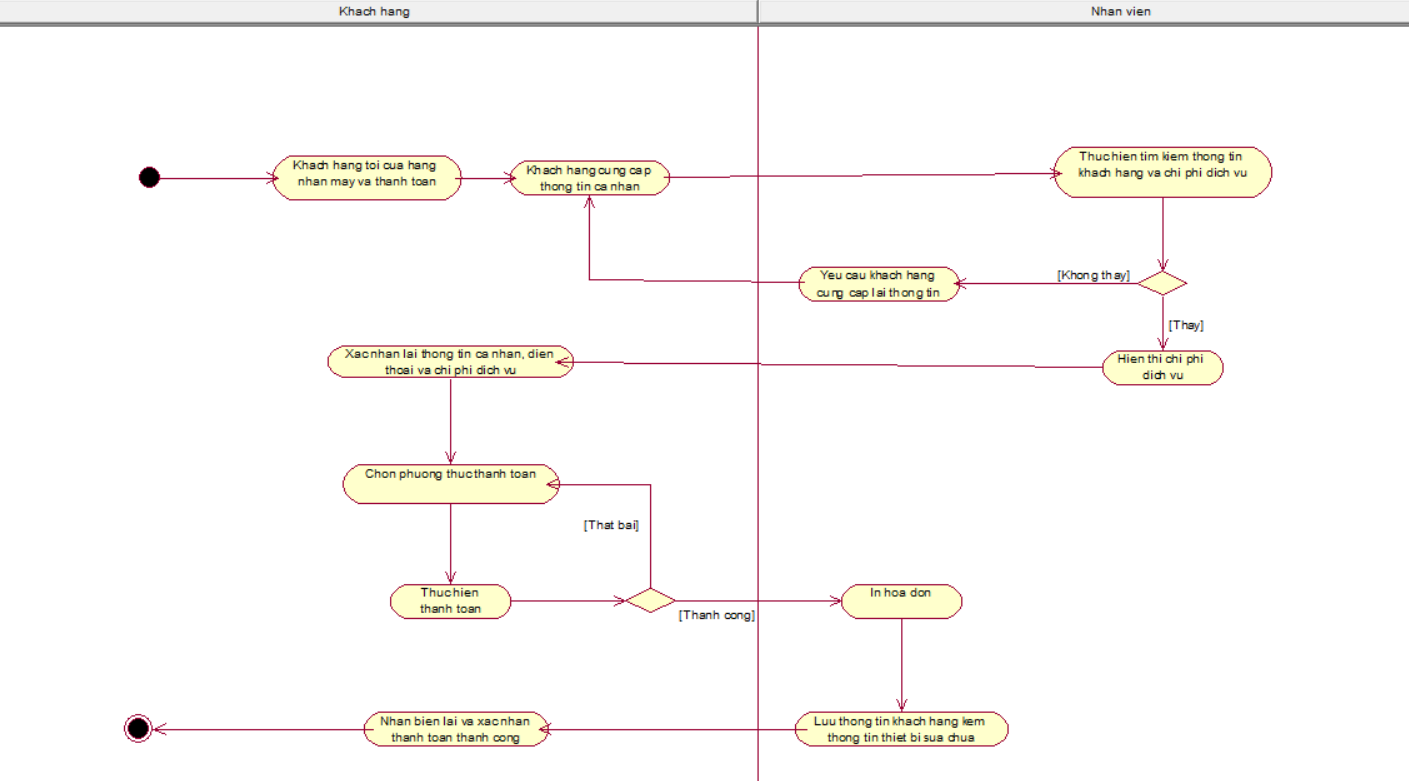 Khach hang
Nhan vien
Khach hang toi cua hang
nhan may va thanh toan
Khach hang cung cap
thong tin ca nhan
Thuc hien tim kiem thong tin
khach hang va chi phi dich vu
Yeu cau khach hang
cung cap lai thong tin
[Khong thay]
[Thay]
Xac nhan lai thong tin ca nhan, dien
thoai va chi phi dich vu
Hien thi chi phi
dich vu
Chon phuong thuc thanh toan
[That bai]
Thuc hien
thanh toan
[Thanh cong]
In hoa don
Nhan bien lai va xac nhan
thanh toan thanh cong
Luu thong tin khach hang kem
thong tin thiet bi sua chua